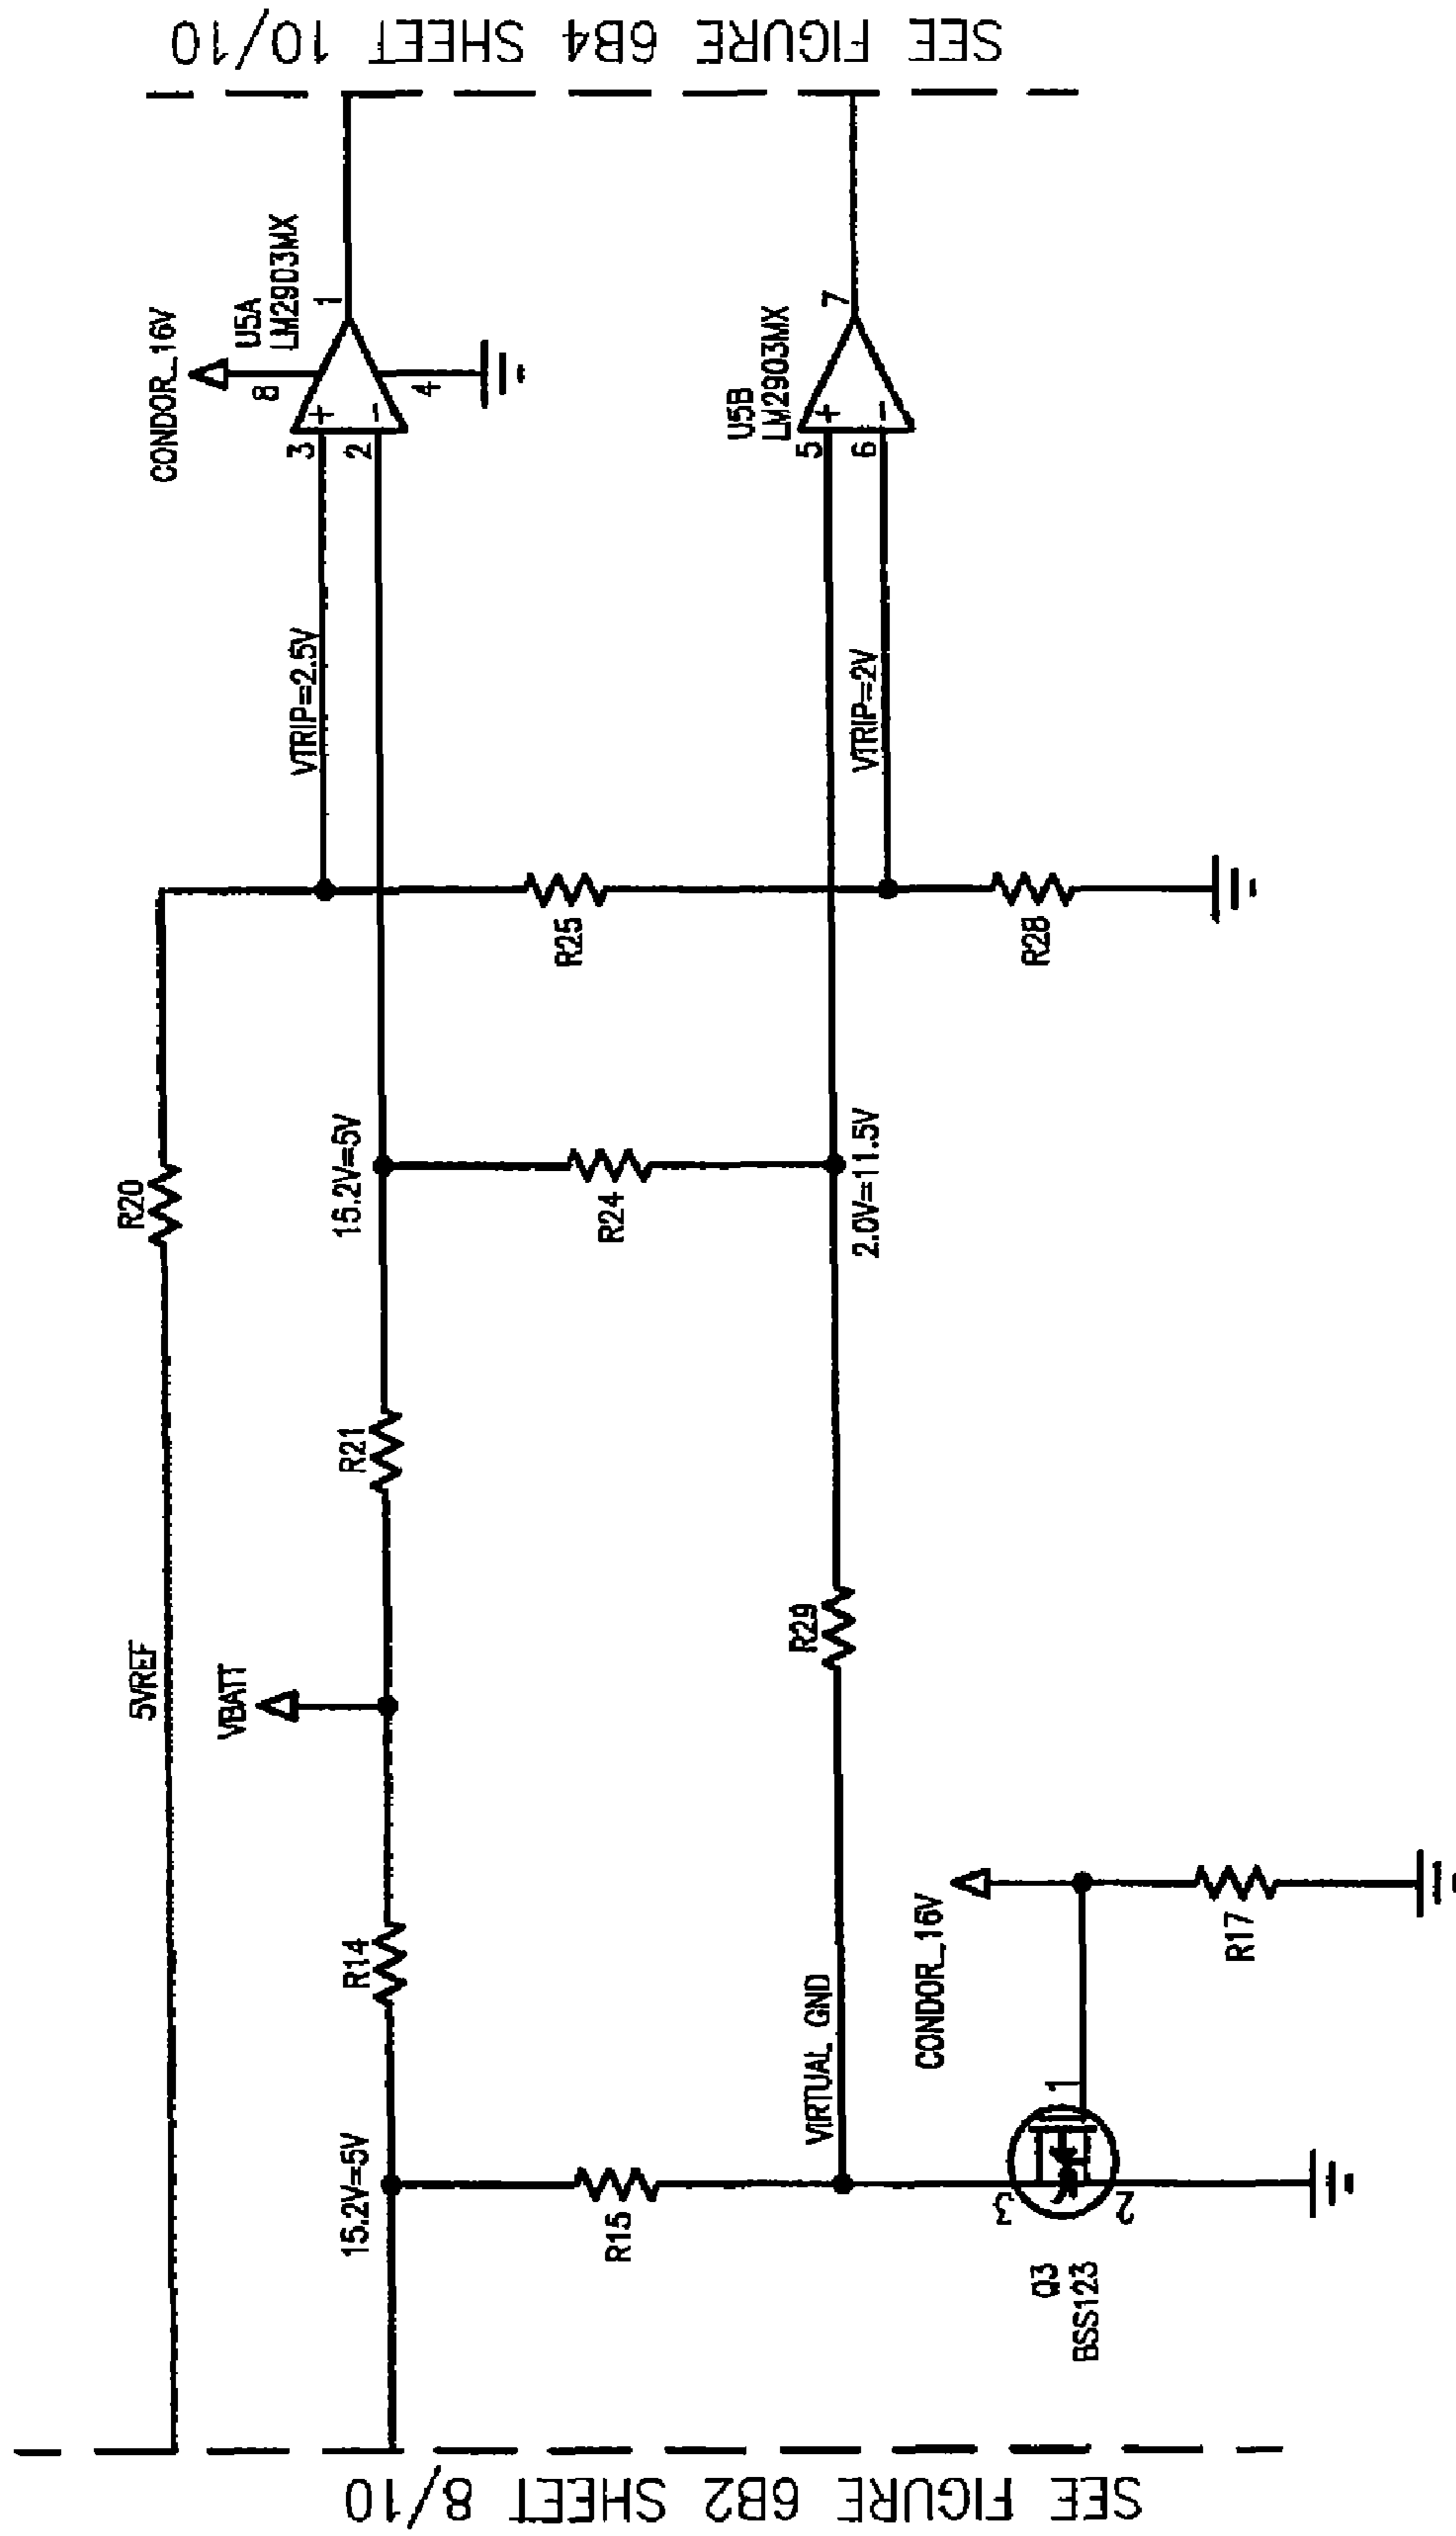 SEE FIGURE 6B4 SHEET 10/10
CONDOR_16V
U5A
LM2903MX
8
3
+
1
2
-
4
VTRIP=2.5V
U5B
LM2903MX
5
+
7
6
-
VTRIP=2V
R25
R28
R20
15.2V=5V
R24
2.0V=11.5V
R21
R29
5VREF
VBATT
R14
CONDOR_16V
R17
VIRTUAL GND
15.2V=5V
R15
1
3
2
Q3
BSS123
SEE FIGURE 6B2 SHEET 8/10